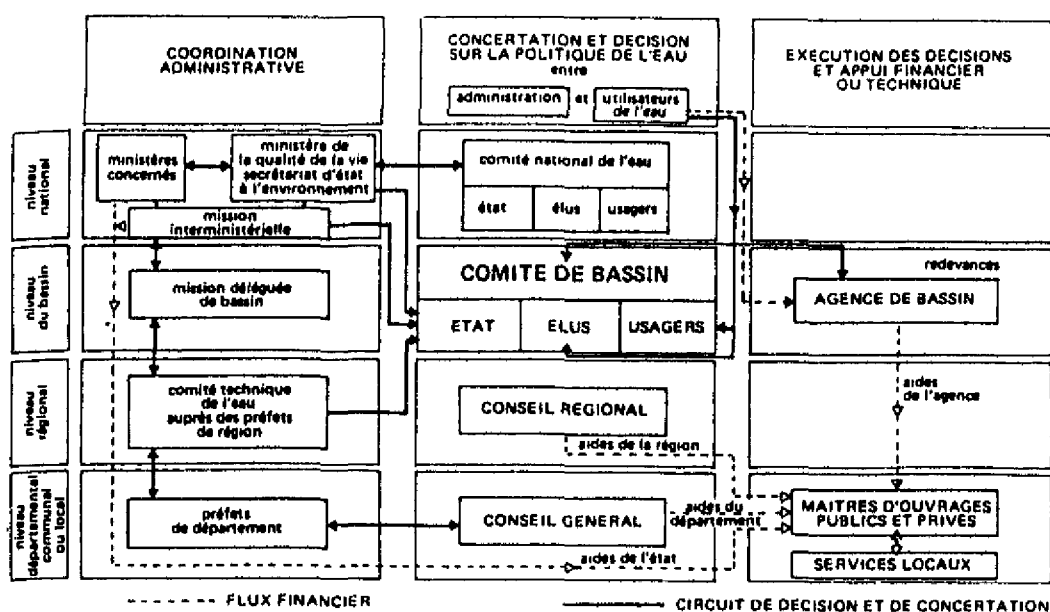 COORDINATION
ADMINISTRATIVE
CONCERTATION ET DECISION
SUR LA POLITIQUE DE L'EAU
entre
administration et utilisateurs
de l'eau
EXECUTION DES DECISIONS
ET APPUI FINANCIER
OU TECHNIQUE
niveau
national
ministères
concernés
ministère de
la qualité de la vie
secrétariat d'état
à l'environnement
mission
interministérielle
comité national de l'eau
état
élus
usagers
niveau
du bassin
mission déléguée
de bassin
COMITE DE BASSIN
ETAT
ELUS
USAGERS
redevances
AGENCE DE BASSIN
niveau
régional
comité technique
de l'eau
auprès des préfets
de région
CONSEIL REGIONAL
aides de la région
aides
de l'agence
niveau
départemental
communal
ou local
préfets
de département
CONSEIL GENERAL
aides du
département
aides de l'état
MAITRES D'OUVRAGES
PUBLICS ET PRIVES
SERVICES LOCAUX
FLUX FINANCIER
CIRCUIT DE DECISION ET DE CONCERTATION